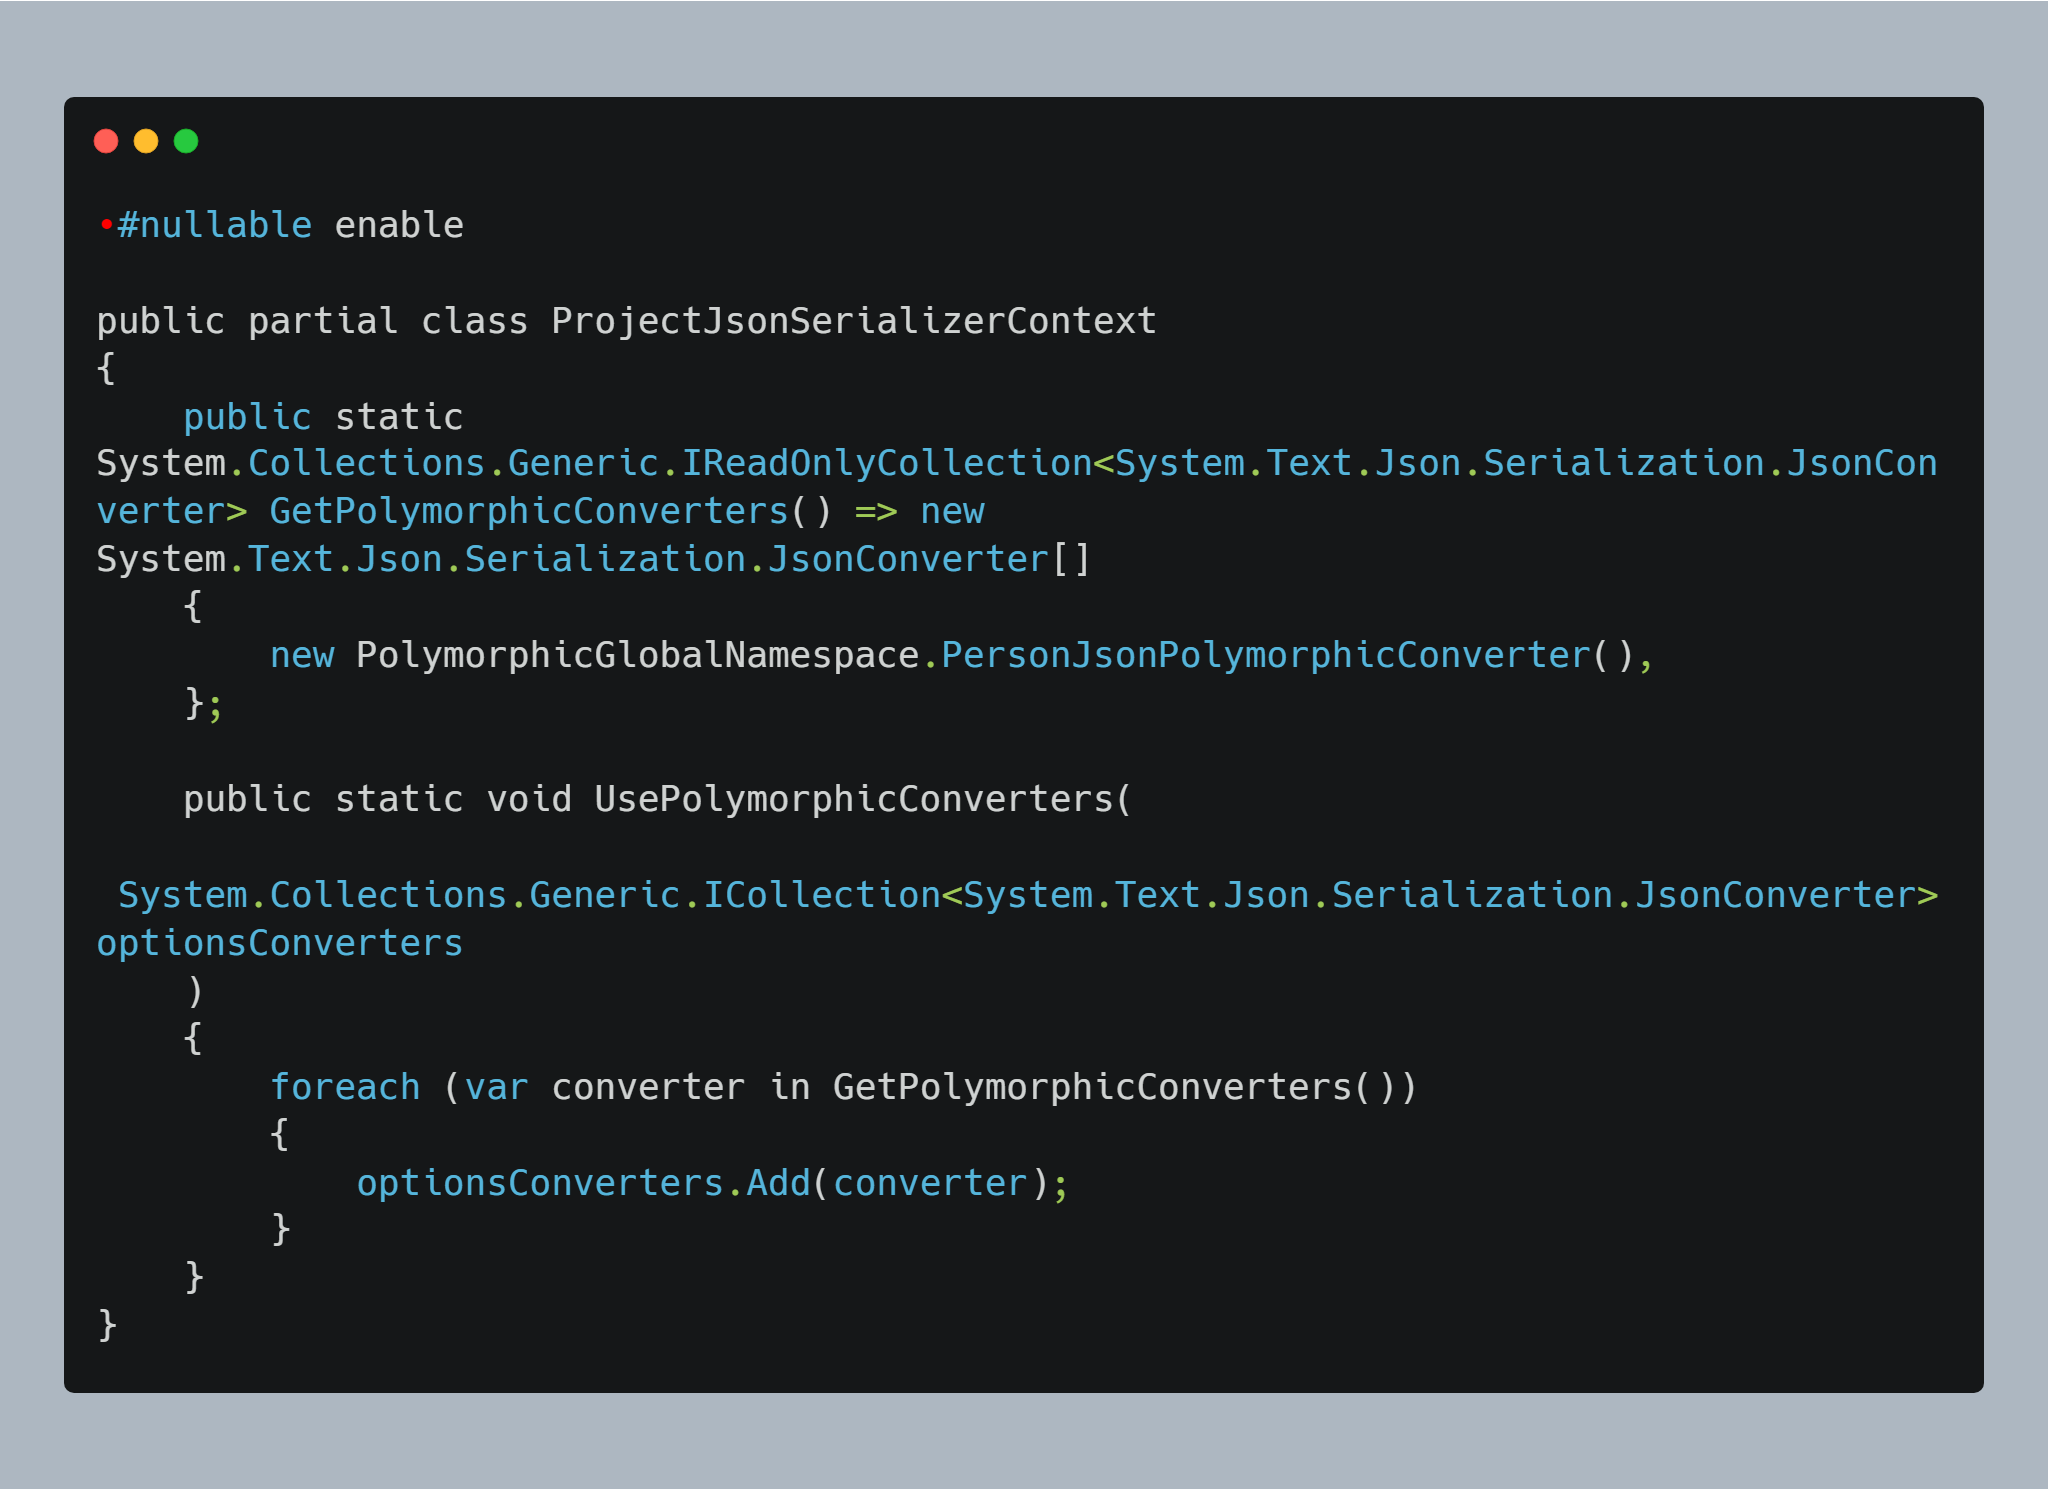 •#nullable enable

public partial class ProjectJsonSerializerContext
{
    public static
System.Collections.Generic.IReadOnlyCollection<System.Text.Json.Serialization.JsonCon
verter> GetPolymorphicConverters() => new
System.Text.Json.Serialization.JsonConverter[]
    {
        new PolymorphicGlobalNamespace.PersonJsonPolymorphicConverter(),
    };

    public static void UsePolymorphicConverters(

 System.Collections.Generic.ICollection<System.Text.Json.Serialization.JsonConverter>
optionsConverters
    )
    {
        foreach (var converter in GetPolymorphicConverters())
        {
            optionsConverters.Add(converter);
        }
    }
}